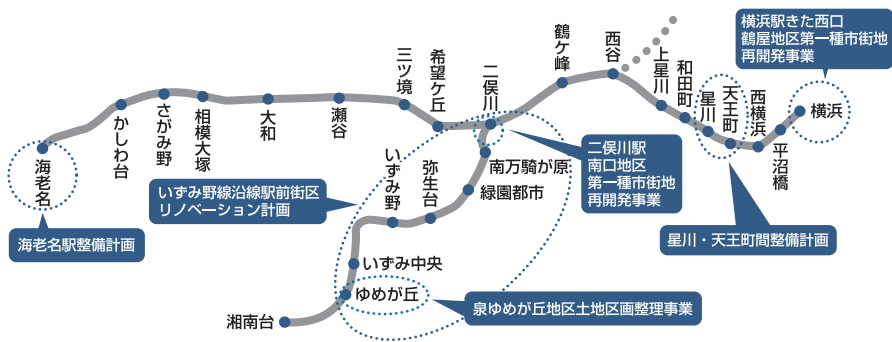 横浜駅きた西口
鶴屋地区第一種市街地
再開発事業
海老名
かしわ台
さがみ野
相模大塚
大和
瀬谷
三ツ境
希望ケ丘
二俣川
鶴ケ峰
西谷
上星川
和田町
星川
天王町
西横浜
平沼橋
横浜
二俣川駅
南口地区
第一種市街地
再開発事業
南万騎が原
緑園都市
弥生台
いずみ野
いずみ中央
ゆめが丘
湘南台
いずみ野線沿線駅前街区
リノベーション計画
海老名駅整備計画
星川・天王町間整備計画
泉ゆめが丘地区土地区画整理事業